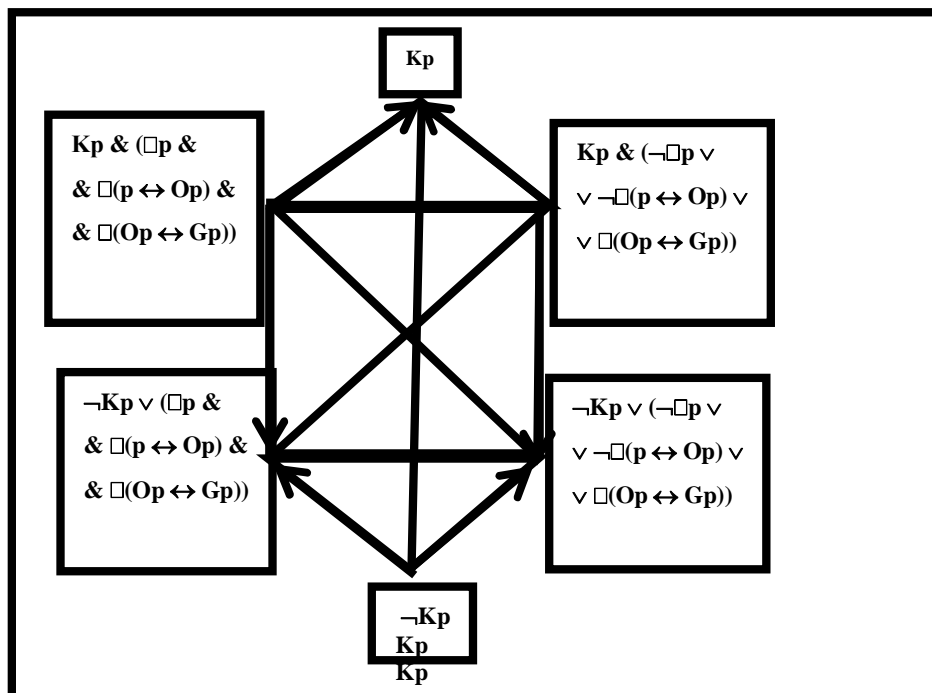 Kp
Kp & (□p &
& □(p ↔ Op) &
& □(Op ↔ Gp))
Kp & (¬□p ∨
∨ ¬□(p ↔ Op) ∨
∨ □(Op ↔ Gp))
¬Kp ∨ (□p &
& □(p ↔ Op) &
& □(Op ↔ Gp))
¬Kp ∨ (¬□p ∨
∨ ¬□(p ↔ Op) ∨
∨ □(Op ↔ Gp))
¬Kp
Kp
Kp